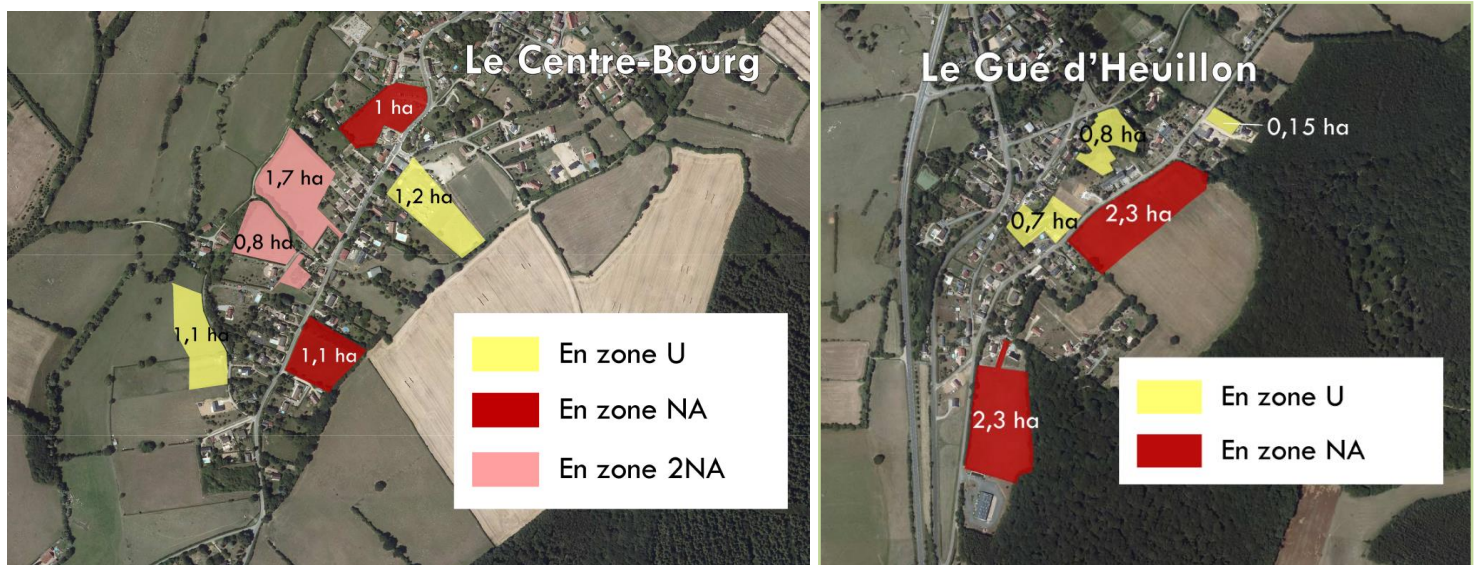 Le Centre-Bourg
1 ha
1,7 ha
1,2 ha
0,8 ha
1,1 ha
1,1 ha
En zone U
En zone NA
En zone 2NA
Le Gué d'Heuillon
0,8 ha
0,15 ha
0,7 ha
2,3 ha
2,3 ha
En zone U
En zone NA